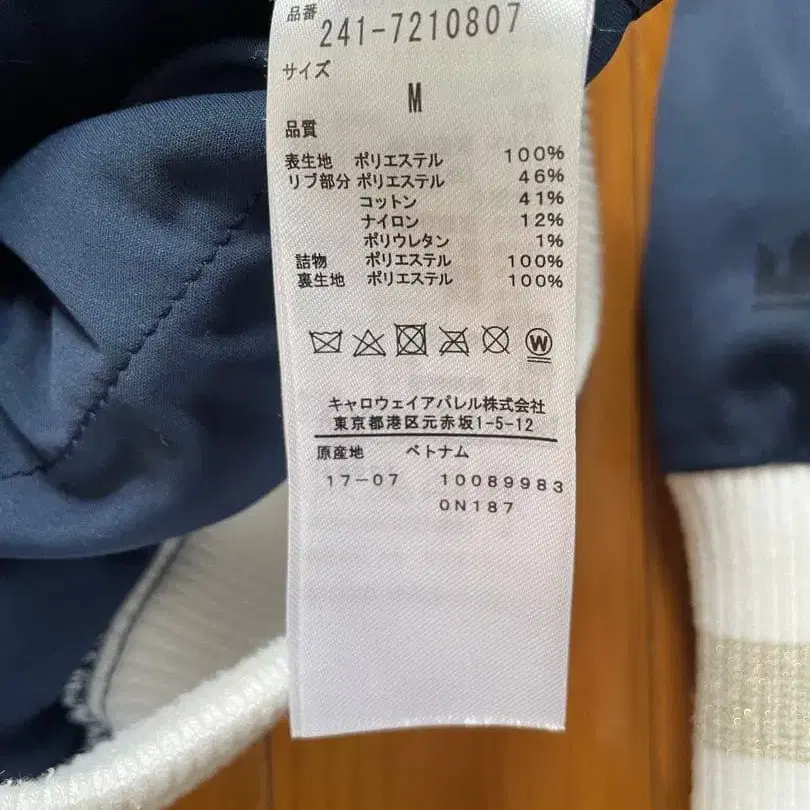 品番 241-7210807
サイズ
M
品質
表生地 ポリエステル 100%
リブ部分 ポリエステル 46%
コットン 41%
ナイロン 12%
ポリウレタン 1%
詰物 ポリエステル 100%
裏生地 ポリエステル 100%
W
キャロウェイアパレル株式会社
東京都港区元赤坂1-5-12
原産地 ベトナム
17-07 10089983
0N187